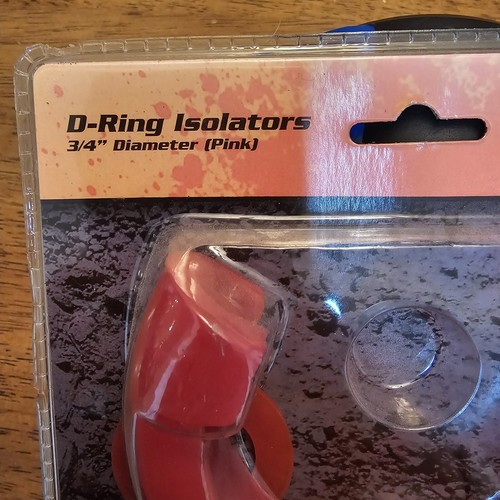 D-Ring Isolators
3/4" Diameter (Pink)